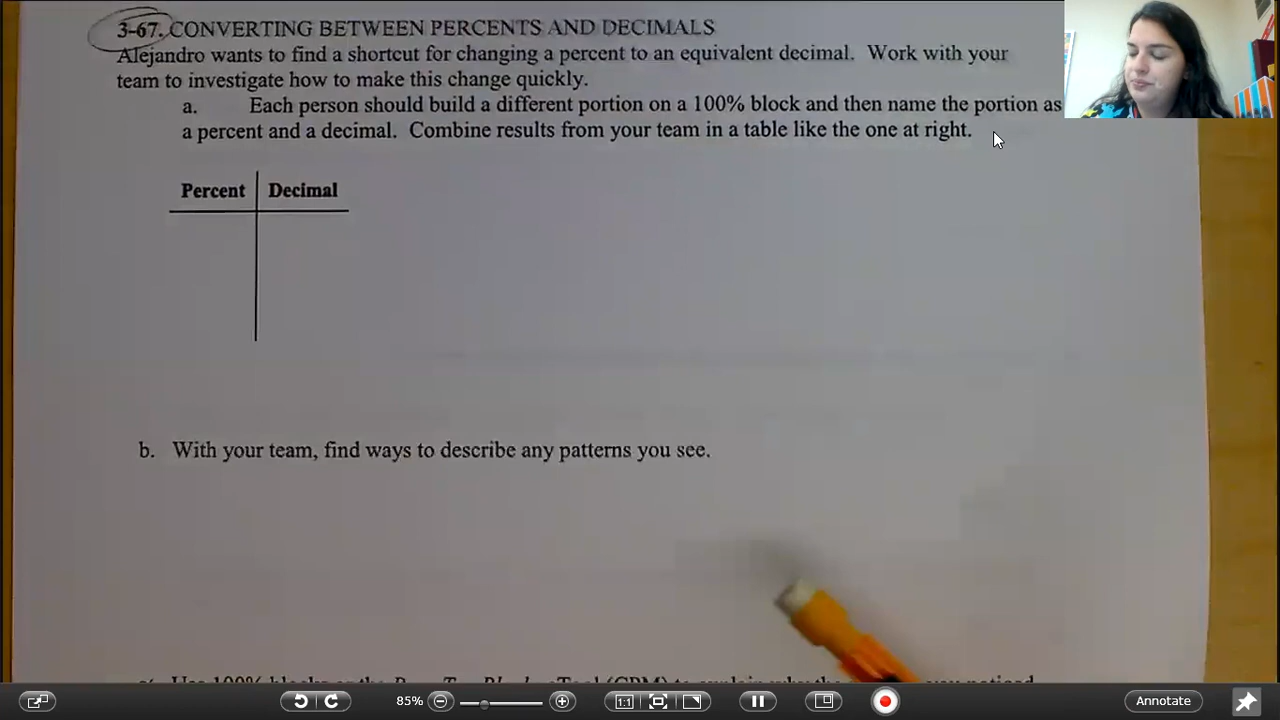 3-67. CONVERTING BETWEEN PERCENTS AND DECIMALS
Alejandro wants to find a shortcut for changing a percent to an equivalent decimal. Work with your
team to investigate how to make this change quickly.
a. Each person should build a different portion on a 100% block and then name the portion as
a percent and a decimal. Combine results from your team in a table like the one at right.
Percent Decimal
b. With your team, find ways to describe any patterns you see.
85%
1:1
Annotate